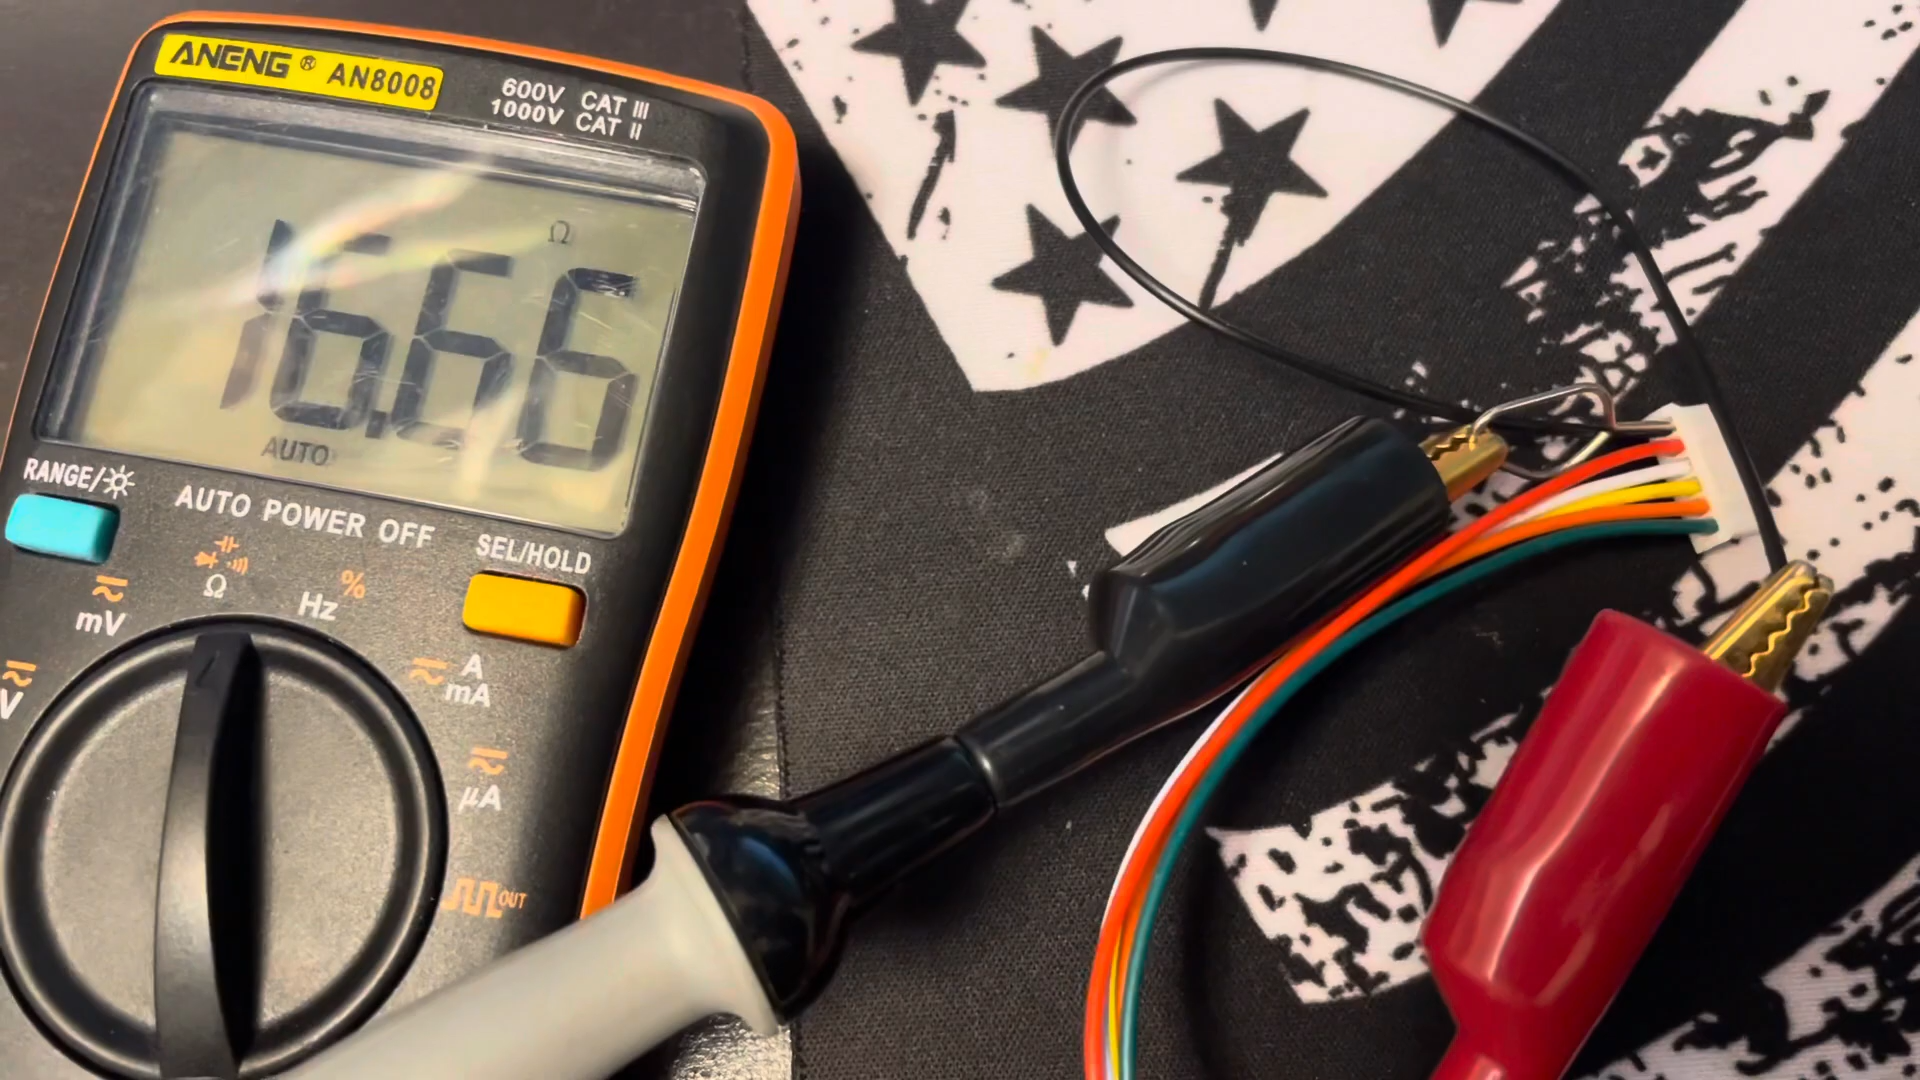 ANENG ® AN8008
600V CAT III
1000V CAT II
Ω
16.66
AUTO
RANGE/
AUTO POWER OFF
SEL/HOLD
Ω
Hz %
mV
V
A
mA
µA
OUT